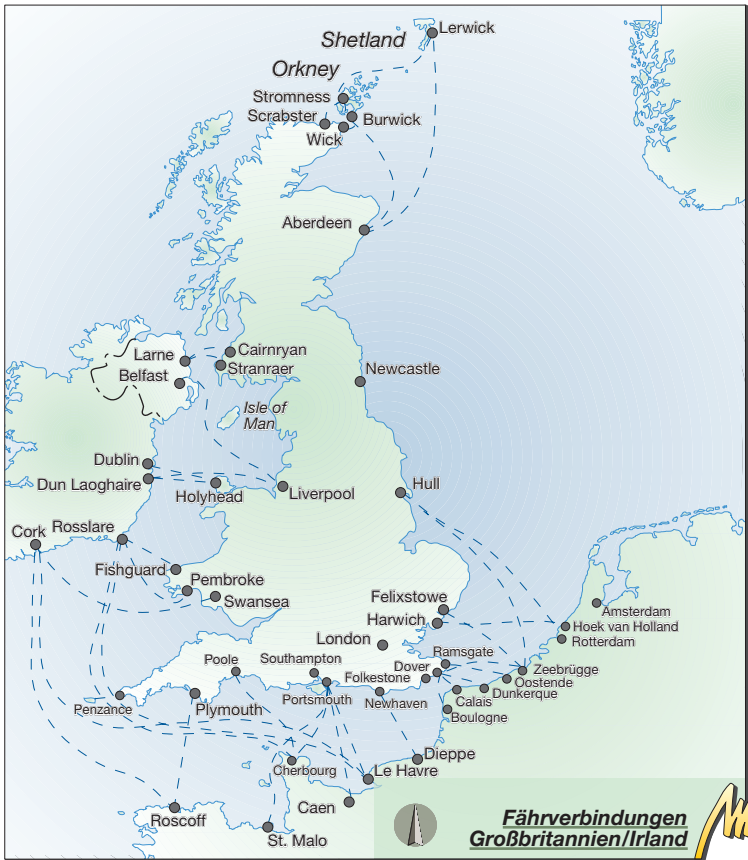 Lerwick
Shetland
Orkney
Stromness
Scrabster
Burwick
Wick
Aberdeen
Cairnryan
Larne
Stranraer
Newcastle
Belfast
Isle of
Man
Dublin
Dun Laoghaire
Holyhead
Liverpool
Hull
Rosslare
Cork
Fishguard
Pembroke
Swansea
Felixstowe
Harwich
Amsterdam
Hoek van Holland
Rotterdam
London
Ramsgate
Poole
Southampton
Dover
Folkestone
Zeebrügge
Oostende
Dunkerque
Calais
Boulogne
Penzance
Plymouth
Portsmouth
Newhaven
Dieppe
Cherbourg
Le Havre
Caen
Roscoff
St. Malo
Fährverbindungen
Großbritannien/Irland